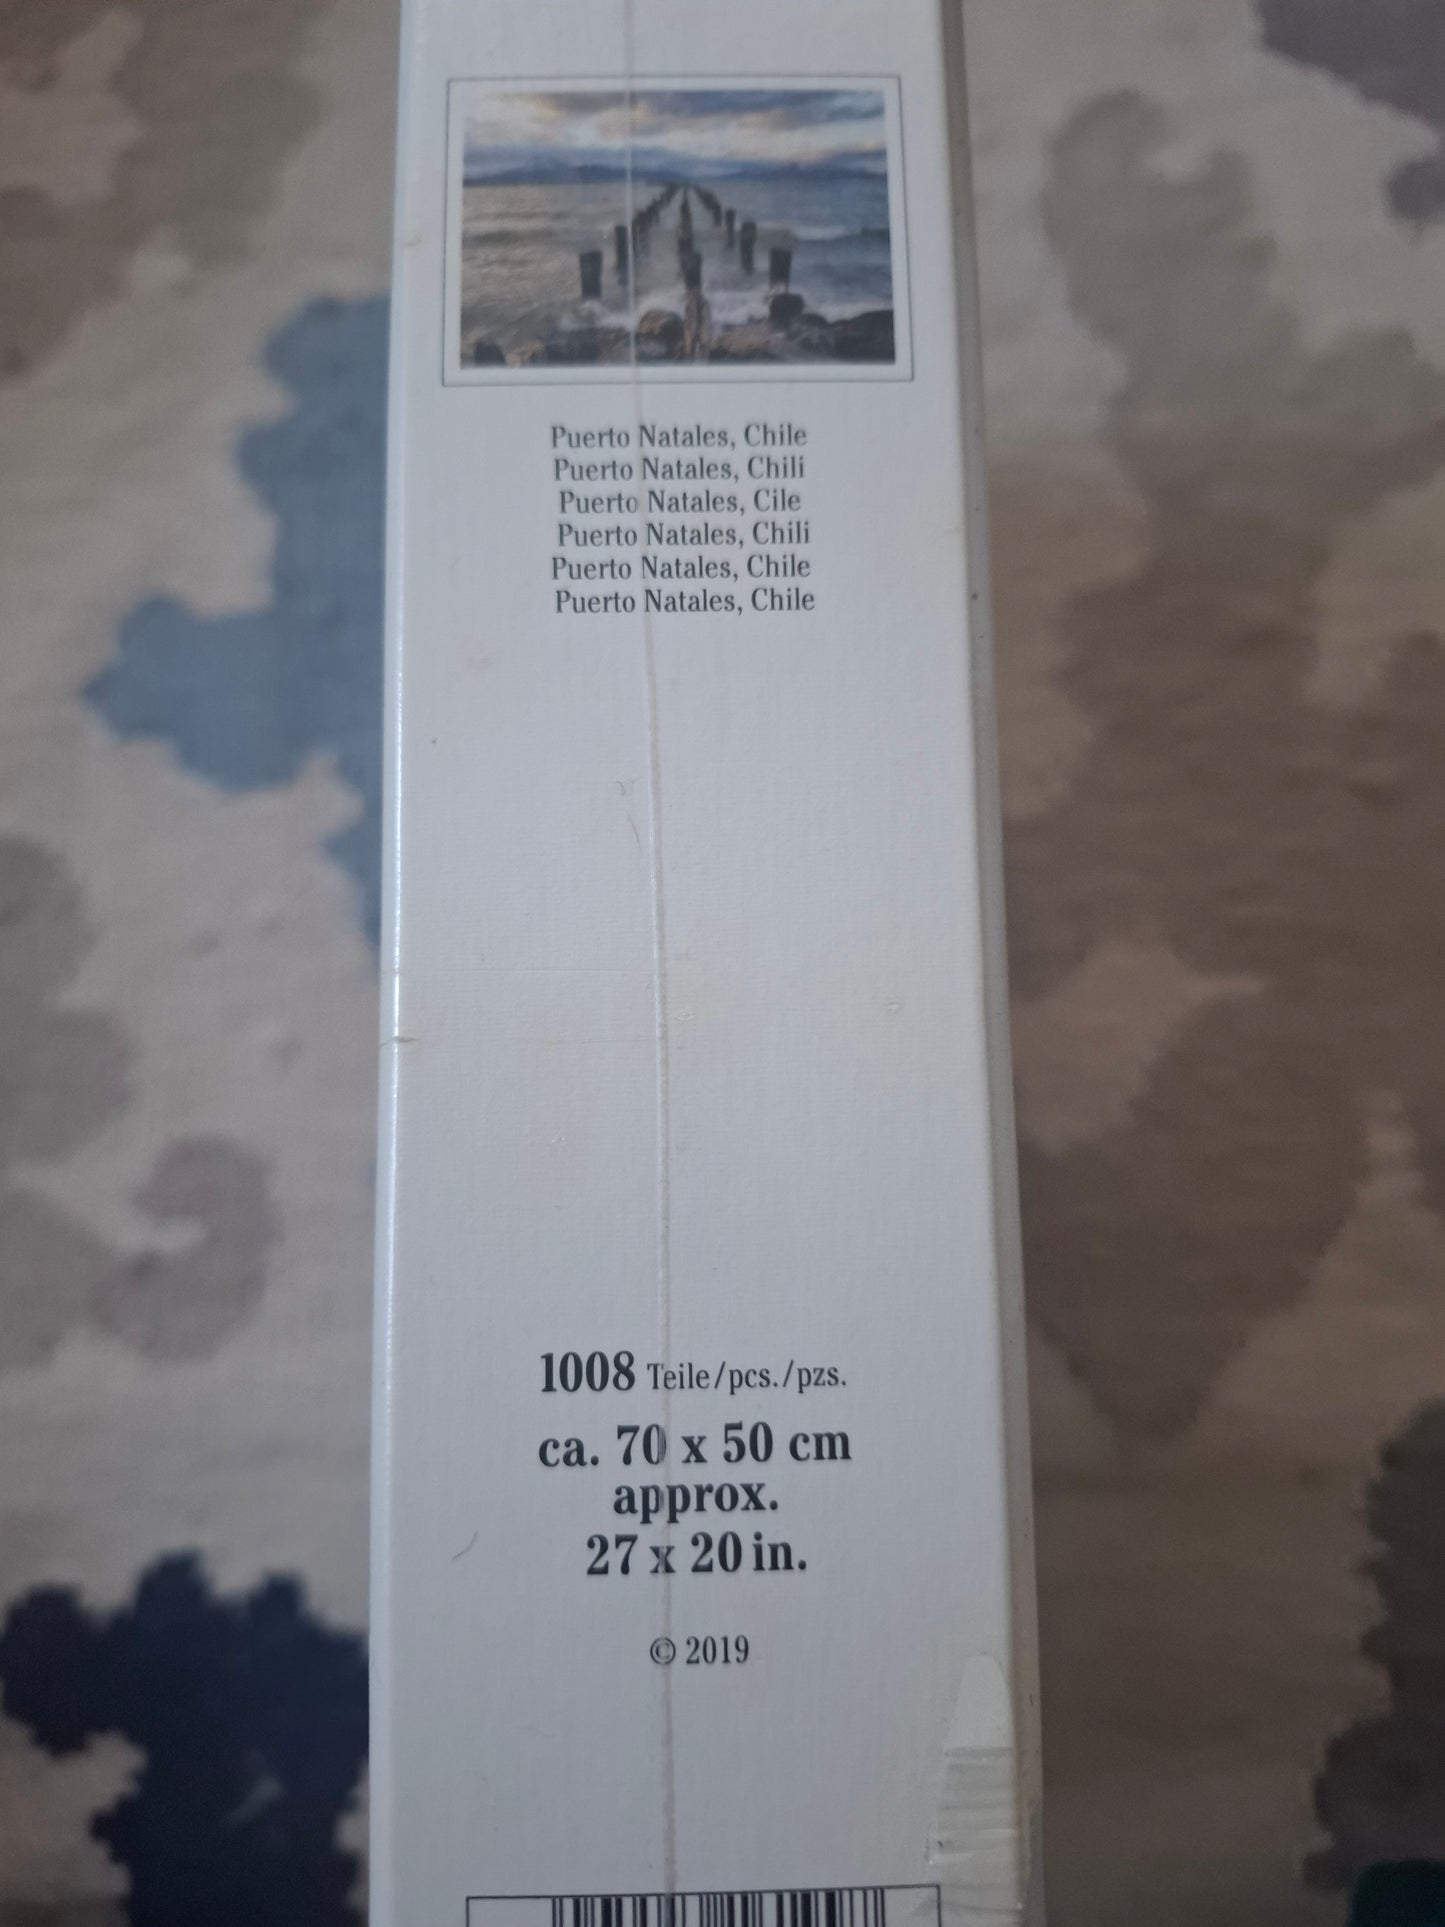 Puerto Natales, Chile
Puerto Natales, Chili
Puerto Natales, Cile
Puerto Natales, Chili
Puerto Natales, Chile
Puerto Natales, Chile
1008 Teile/pcs./pzs.
ca. 70 x 50 cm
approx.
27 x 20 in.
© 2019